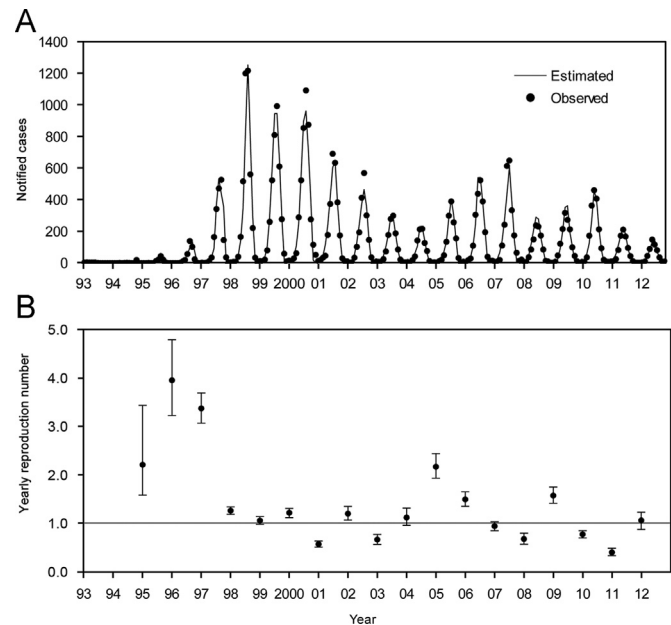 A
1400
1200
1000
800
600
400
200
0
Notified cases
Estimated
Observed
93 94 95 96 97 98 99 2000 01 02 03 04 05 06 07 08 09 10 11 12
B
5.0
4.0
3.0
2.0
1.0
0.0
Yearly reproduction number
93 94 95 96 97 98 99 2000 01 02 03 04 05 06 07 08 09 10 11 12
Year